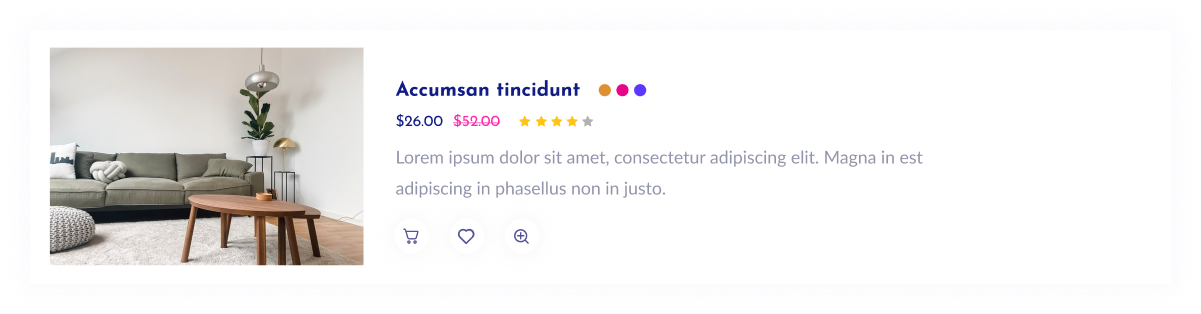 Accumsan tincidunt
$26.00 $52.00
Lorem ipsum dolor sit amet, consectetur adipiscing elit. Magna in est
adipiscing in phasellus non in justo.